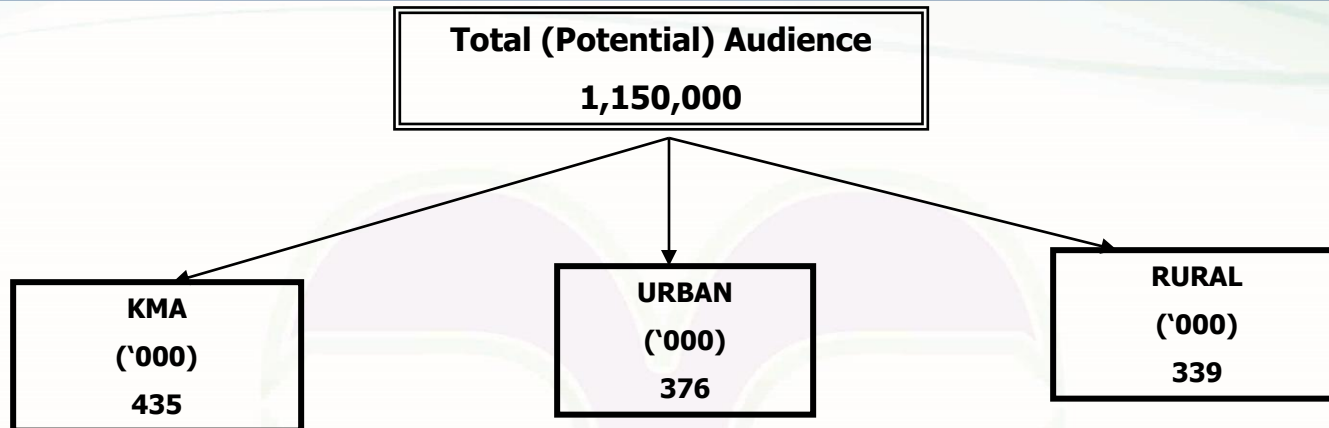 Total (Potential) Audience
1,150,000
KMA
(‘000)
435
URBAN
(‘000)
376
RURAL
(‘000)
339